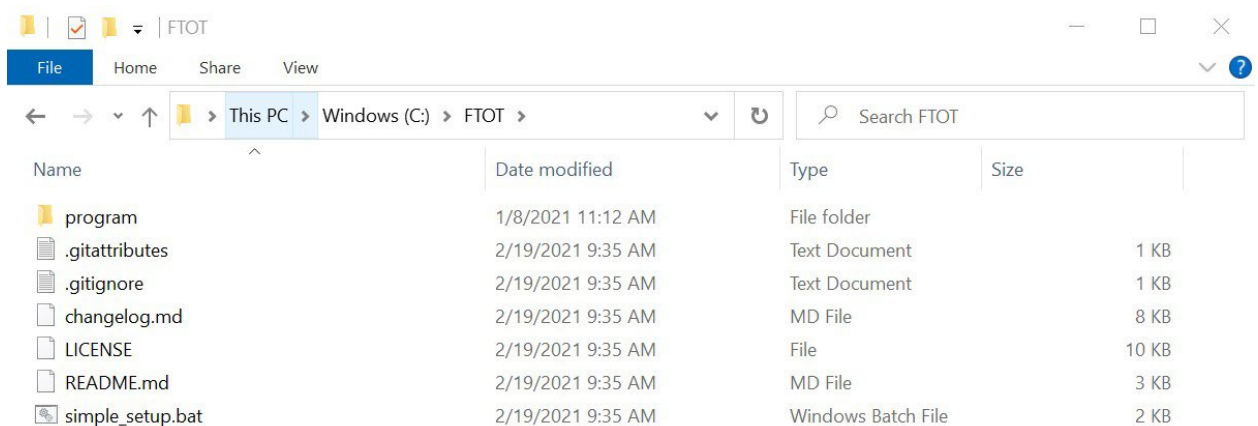 FTOT
File Home Share View
This PC Windows (C:) FTOT Search FTOT
Name Date modified Type Size
program 1/8/2021 11:12 AM File folder
.gitattributes 2/19/2021 9:35 AM Text Document 1 KB
.gitignore 2/19/2021 9:35 AM Text Document 1 KB
changelog.md 2/19/2021 9:35 AM MD File 8 KB
LICENSE 2/19/2021 9:35 AM File 10 KB
README.md 2/19/2021 9:35 AM MD File 3 KB
simple_setup.bat 2/19/2021 9:35 AM Windows Batch File 2 KB